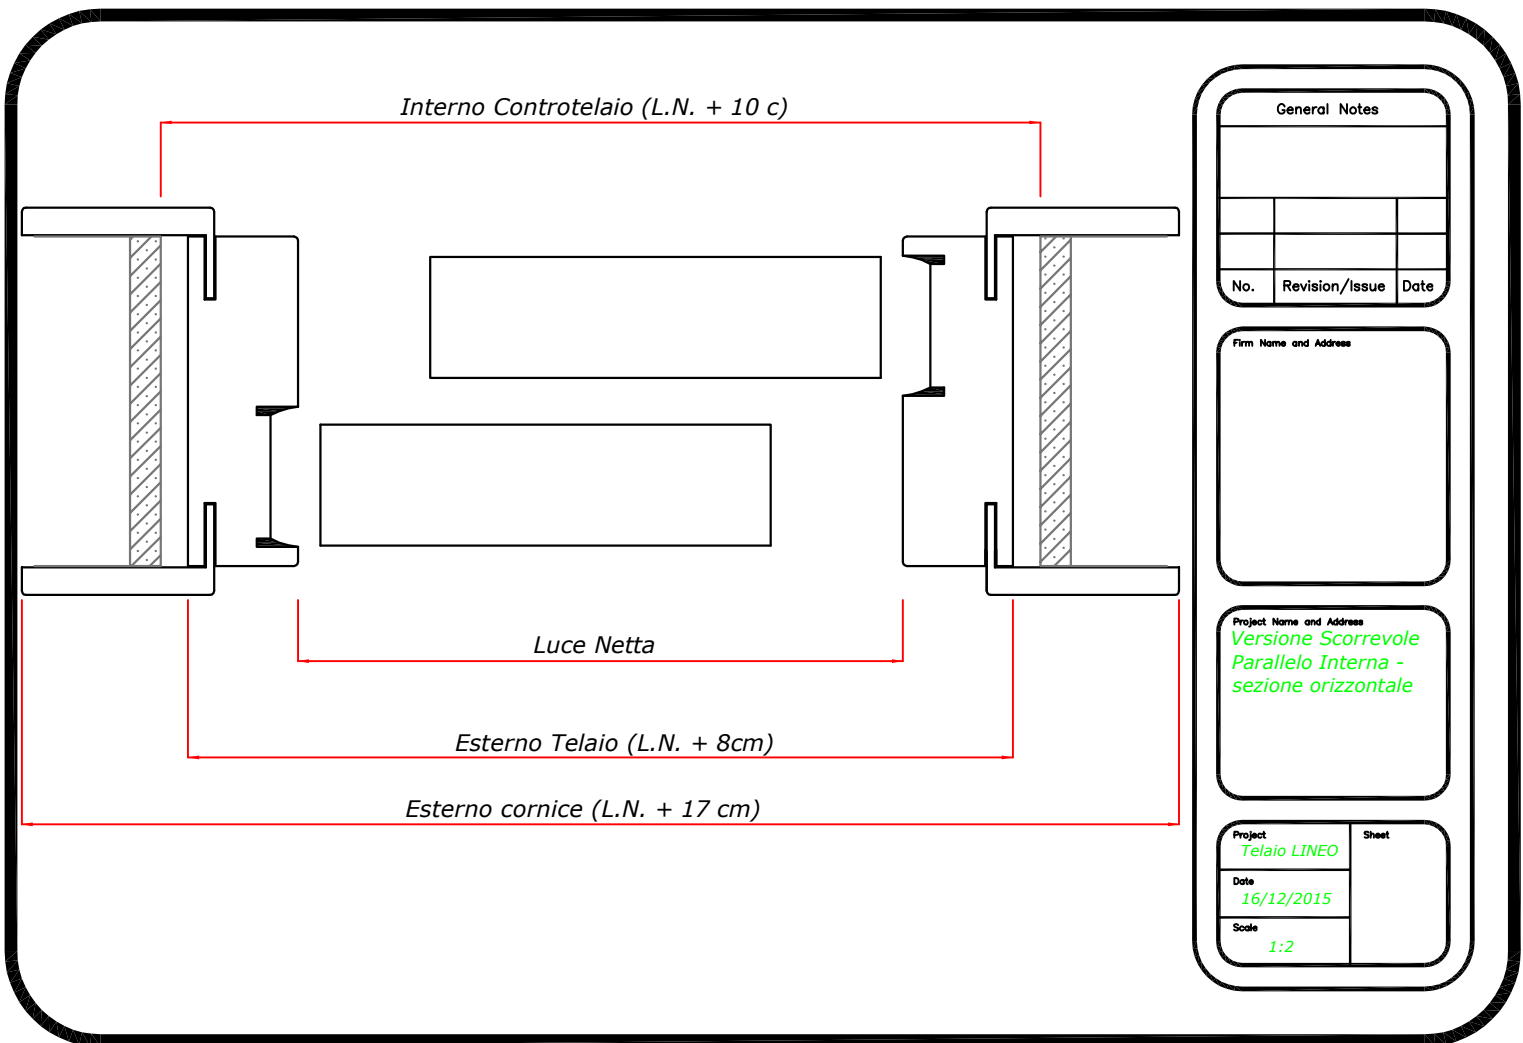 Interno Controtelaio (L.N. + 10 c)
Luce Netta
Esterno Telaio (L.N. + 8cm)
Esterno cornice (L.N. + 17 cm)
General Notes
No.
Revision/Issue
Date
Firm Name and Address
Project Name and Address
Versione Scorrevole
Parallelo Interna -
sezione orizzontale
Project
Telaio LINEO
Sheet
Date
16/12/2015
Scale
1:2